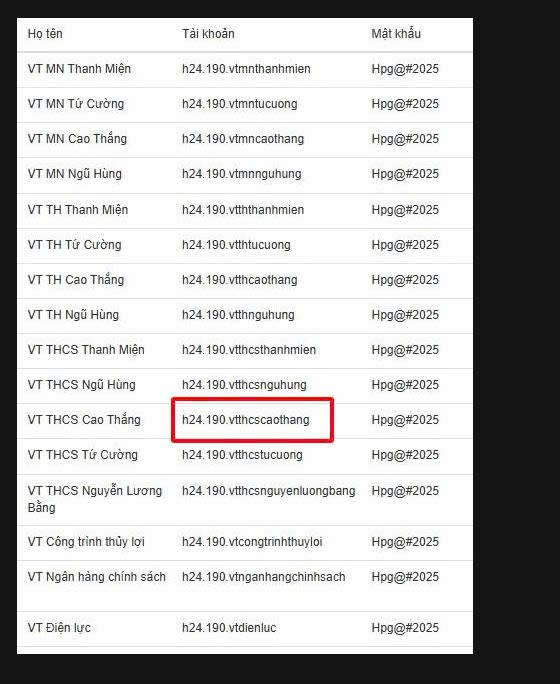 Họ tên Tài khoản Mật khẩu
VT MN Thanh Miện h24.190.vtmnthanhmien Hpg@#2025
VT MN Tứ Cường h24.190.vtmntucuong Hpg@#2025
VT MN Cao Thắng h24.190.vtmncaothang Hpg@#2025
VT MN Ngũ Hùng h24.190.vtmnnguhung Hpg@#2025
VT TH Thanh Miện h24.190.vtththanhmien Hpg@#2025
VT TH Tứ Cường h24.190.vtthtucuong Hpg@#2025
VT TH Cao Thắng h24.190.vtthcaothang Hpg@#2025
VT TH Ngũ Hùng h24.190.vtthnguhung Hpg@#2025
VT THCS Thanh Miện h24.190.vtthcsthanhmien Hpg@#2025
VT THCS Ngũ Hùng h24.190.vtthcsnguhung Hpg@#2025
VT THCS Cao Thắng h24.190.vtthcscaothang Hpg@#2025
VT THCS Tứ Cường h24.190.vtthcstucuong Hpg@#2025
VT THCS Nguyễn Lương h24.190.vtthcsnguyenluongbang Hpg@#2025
Bằng
VT Công trình thủy lợi h24.190.vtcongtrinhthuyloi Hpg@#2025
VT Ngân hàng chính sách h24.190.vtnganhangchinhsach Hpg@#2025
VT Điện lực h24.190.vtdienluc Hpg@#2025